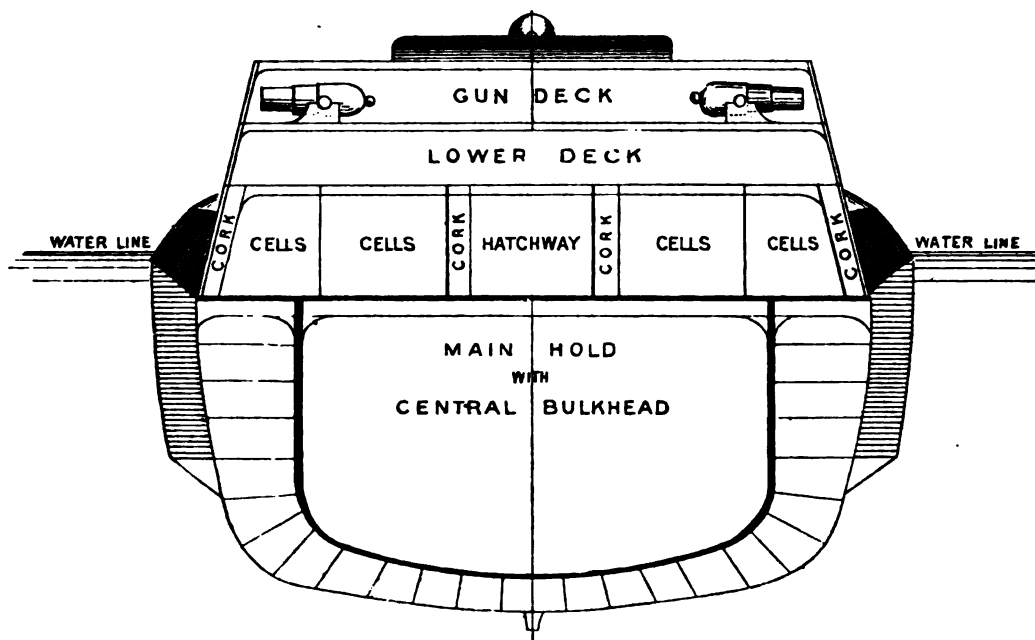 GUN DECK
LOWER DECK
WATER LINE
CORK
CELLS
CELLS
CORK
HATCHWAY
CORK
CELLS
CELLS
CORK
WATER LINE
MAIN HOLD
WITH
CENTRAL BULKHEAD